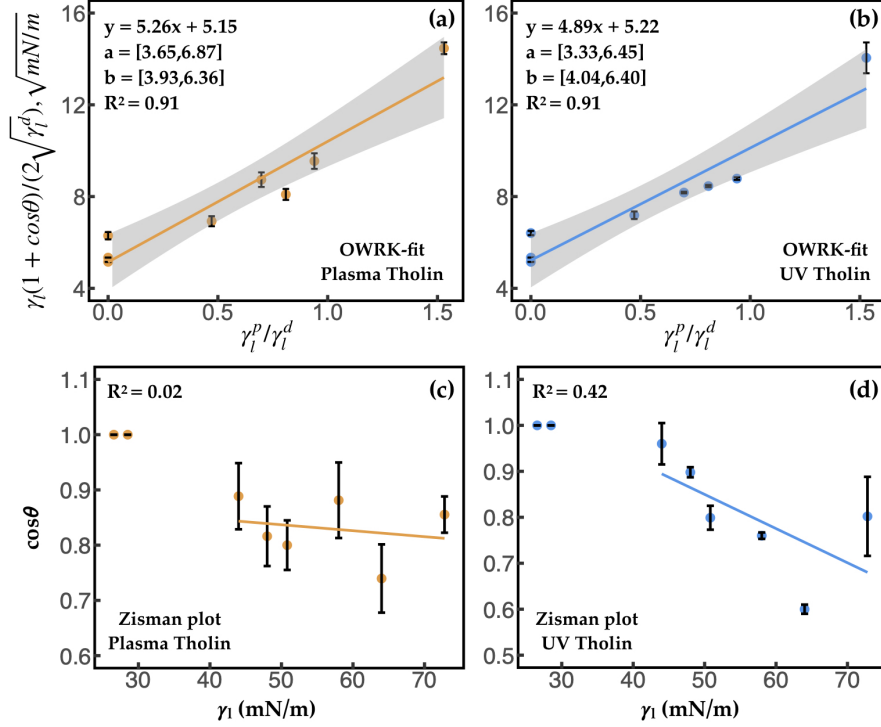 γl(1 + cosθ)/(2√γl^d), √mN/m
(a)
y = 5.26x + 5.15
a = [3.65,6.87]
b = [3.93,6.36]
R² = 0.91
OWRK-fit
Plasma Tholin
16
12
8
4
0.0
0.5
1.0
1.5
γl^p/γl^d
(b)
y = 4.89x + 5.22
a = [3.33,6.45]
b = [4.04,6.40]
R² = 0.91
OWRK-fit
UV Tholin
16
12
8
4
0.0
0.5
1.0
1.5
γl^p/γl^d
cosθ
(c)
R² = 0.02
Zisman plot
Plasma Tholin
1.1
1.0
0.9
0.8
0.7
0.6
30
40
50
60
70
γl (mN/m)
(d)
R² = 0.42
Zisman plot
UV Tholin
1.1
1.0
0.9
0.8
0.7
0.6
0.5
30
40
50
60
70
γl (mN/m)